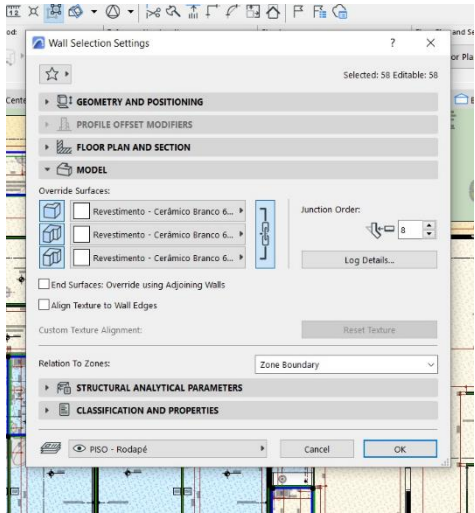 Wall Selection Settings
? ×
Selected: 58 Editable: 58
GEOMETRY AND POSITIONING
PROFILE OFFSET MODIFIERS
FLOOR PLAN AND SECTION
MODEL
Override Surfaces:
Revestimento - Cerâmico Branco 6...
Junction Order:
Revestimento - Cerâmico Branco 6...
8
Revestimento - Cerâmico Branco 6...
Log Details...
End Surfaces: Override using Adjoining Walls
Align Texture to Wall Edges
Custom Texture Alignment:
Reset Texture
Relation To Zones:
Zone Boundary
STRUCTURAL ANALYTICAL PARAMETERS
CLASSIFICATION AND PROPERTIES
PISO - Rodapé
Cancel
OK